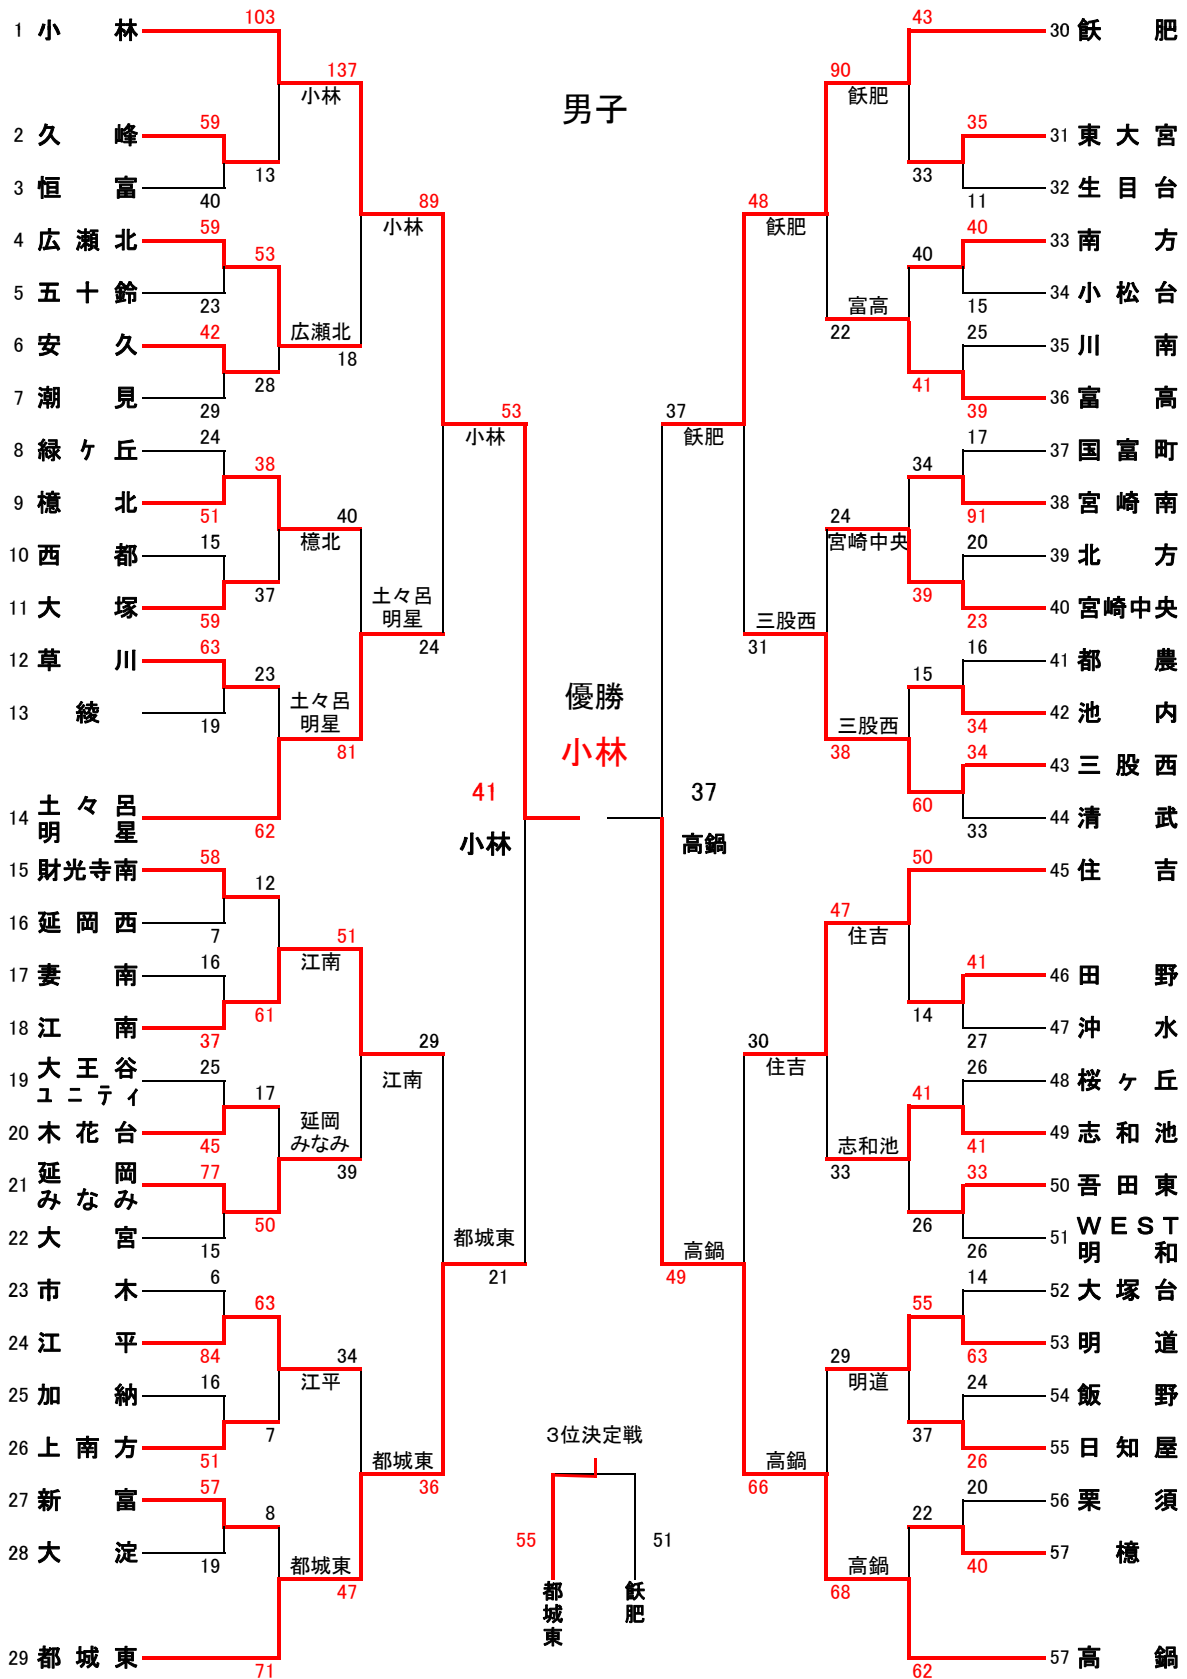 男子
1 小林
2 久峰
3 恒富
4 広瀬北
5 五十鈴
6 安久
7 潮見
8 緑ヶ丘
9 檍北
10 西都
11 大塚
12 草川
13 綾
14 土々呂
明星
15 財光寺南
16 延岡西
17 妻南
18 江南
19 大王谷
ユニティ
20 木花台
21 延岡
みなみ
22 大宮
23 市木
24 江平
25 加納
26 上南方
27 新富
28 大淀
29 都城東
103
59
40
59
23
42
29
24
51
15
59
63
19
62
58
7
16
37
25
45
77
15
6
84
16
51
57
19
71
13
53
28
38
37
23
12
61
17
50
63
7
8
137
小林
広瀬北
18
40
檍北
土々呂
明星
81
51
江南
延岡
みなみ
39
34
江平
都城東
47
89
小林
土々呂
明星
24
29
江南
都城東
36
53
小林
都城東
21
優勝
小林
41
小林
37
高鍋
37
飫肥
高鍋
49
48
飫肥
三股西
31
30
住吉
高鍋
66
90
飫肥
富高
22
24
宮崎中央
三股西
38
47
住吉
志和池
33
29
明道
高鍋
68
33
40
41
34
39
15
60
14
41
26
55
37
22
43
35
11
40
15
25
39
17
91
20
23
16
34
34
33
50
41
27
26
41
33
26
14
63
24
26
20
40
62
30 飫肥
31 東大宮
32 生目台
33 南方
34 小松台
35 川南
36 富高
37 国富町
38 宮崎南
39 北方
40 宮崎中央
41 都農
42 池内
43 三股西
44 清武
45 住吉
46 田野
47 沖水
48 桜ヶ丘
49 志和池
50 吾田東
51 WEST
明和
52 大塚台
53 明道
54 飯野
55 日知屋
56 栗須
57 檍
57 高鍋
3位決定戦
55
51
都城東
飫肥